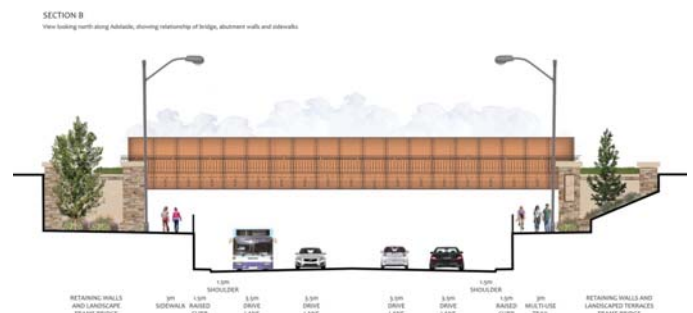 SECTION B
View looking north along Adelaide, showing relationship of bridge, abutment walls and sidewalks
1.5m
SHOULDER
1.5m
SHOULDER
RETAINING WALLS
AND LANDSCAPE
3m
SIDEWALK
1.5m
RAISED
3.5m
DRIVE
3.5m
DRIVE
3.5m
DRIVE
3.5m
DRIVE
1.5m
RAISED
3m
MULTI-USE
RETAINING WALLS AND
LANDSCAPED TERRACES